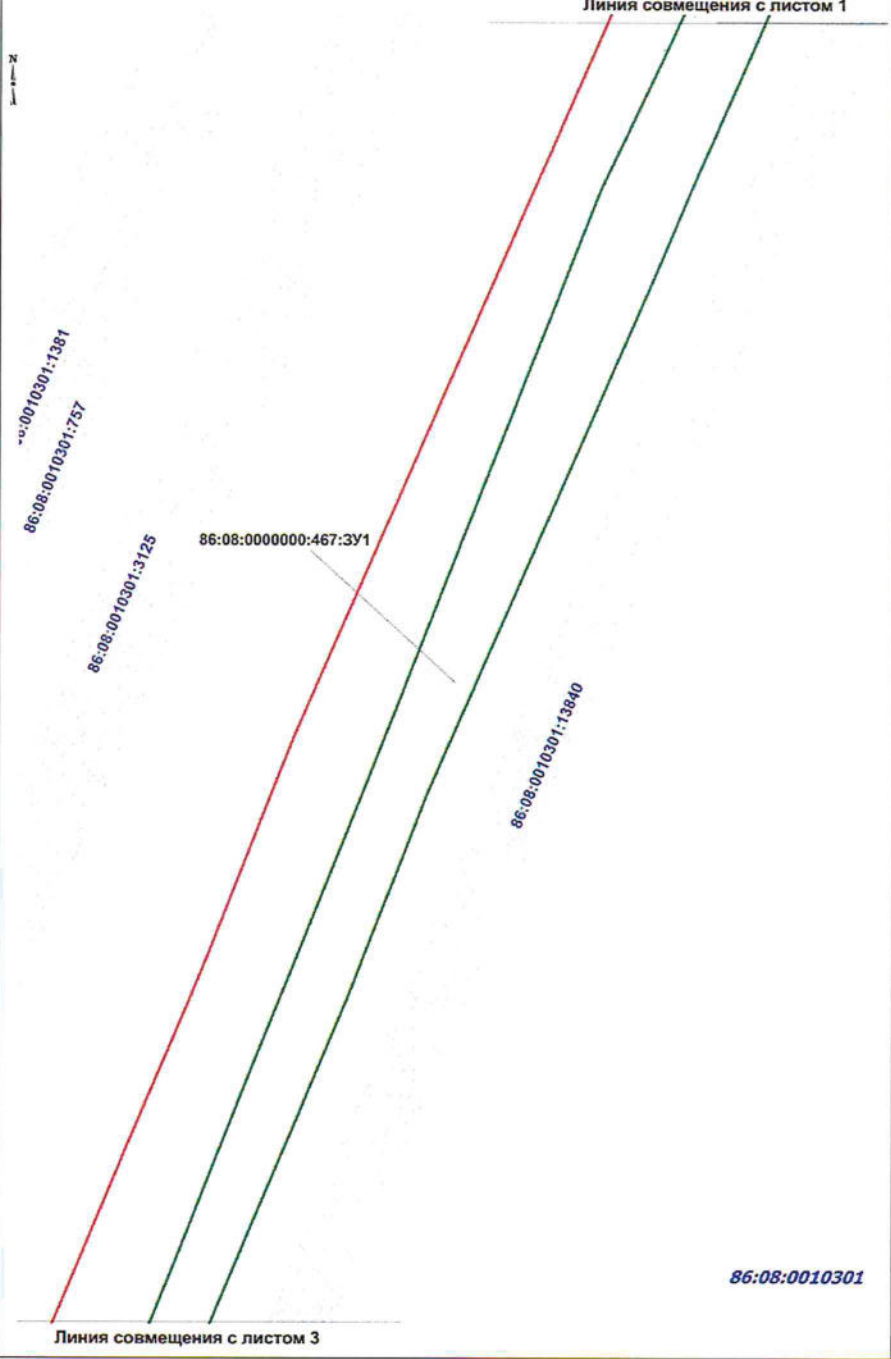 Линия совмещения с листом 1
N
:0010301:1381
86:08:0010301:757
86:08:0010301:3125
86:08:0000000:467:ЗУ1
86:08:0010301:13840
86:08:0010301
Линия совмещения с листом 3